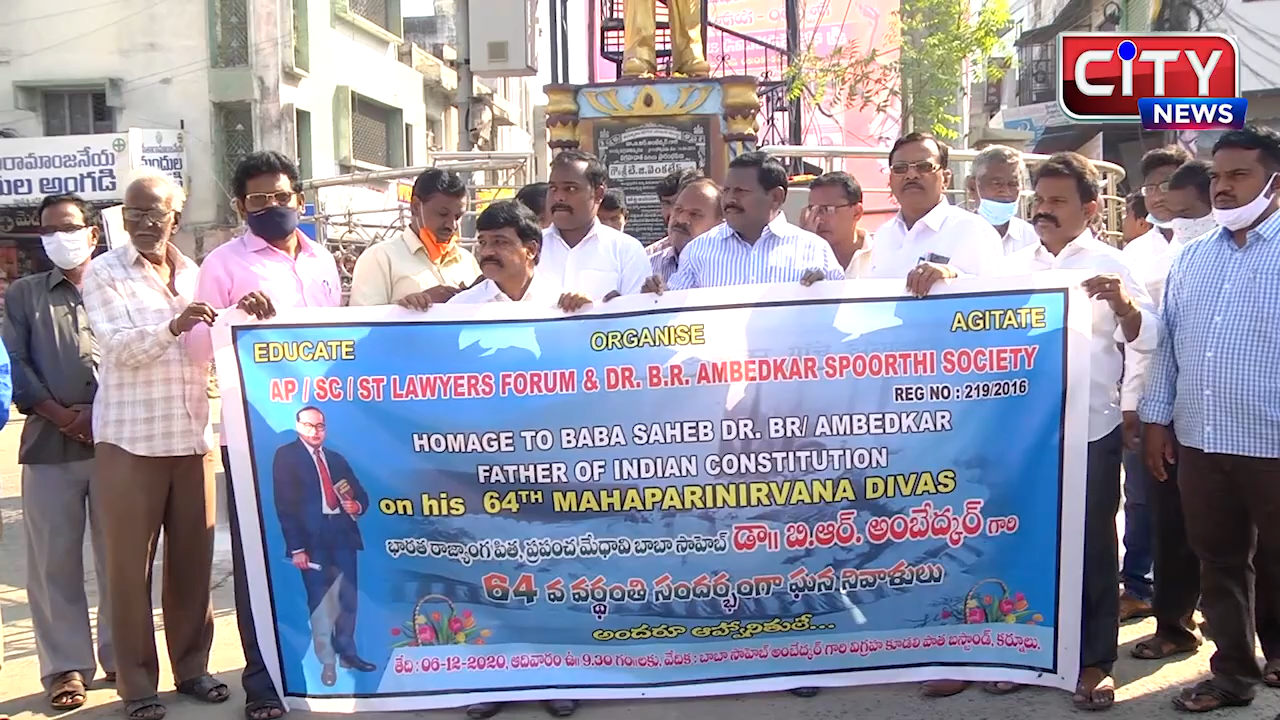 CiTY
NEWS
రామాంజనేయ
ల అంగడి
EDUCATE
ORGANISE
AGITATE
AP / SC / ST LAWYERS FORUM & DR. B.R. AMBEDKAR SPOORTHI SOCIETY
REG NO : 219/2016
HOMAGE TO BABA SAHEB DR. BR/ AMBEDKAR
FATHER OF INDIAN CONSTITUTION
on his 64TH MAHAPARINIRVANA DIVAS
భారత రాజ్యాంగ పిత, ప్రపంచ మేధావి బాబా సాహెబ్ డా॥ బి.ఆర్. అంబేద్కర్ గారి
64 వ వర్ధంతి సందర్భంగా ఘన నివాళులు
అందరూ ఆహ్వానితులే...
తేది : 06-12-2020, ఆదివారం ఉ॥ 9.30 గం॥లకు, వేదిక : బాబా సాహెబ్ అంబేద్కర్ గారి విగ్రహ కూడలి పాత బస్టాండ్, కర్నూలు.